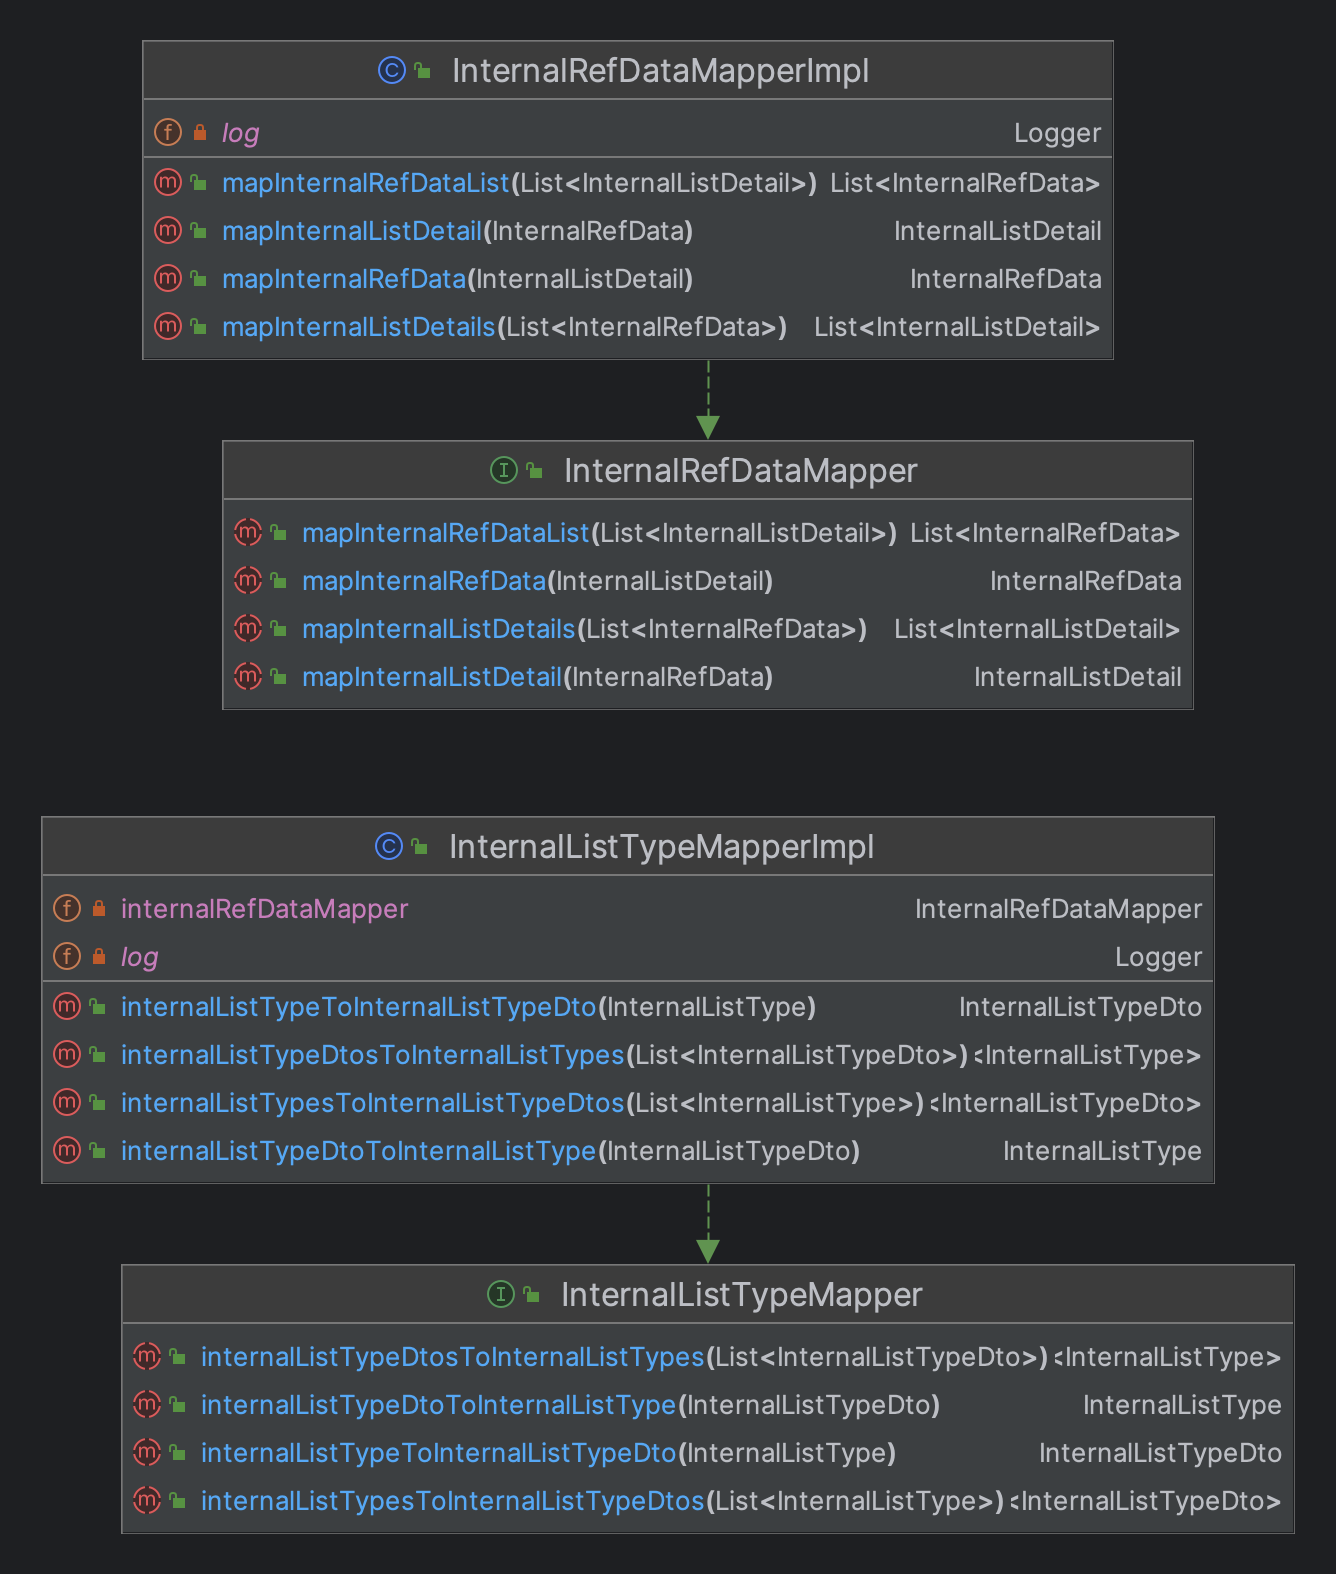 InternalRefDataMapperImpl
log Logger
mapInternalRefDataList(List<InternalListDetail>) List<InternalRefData>
mapInternalListDetail(InternalRefData) InternalListDetail
mapInternalRefData(InternalListDetail) InternalRefData
mapInternalListDetails(List<InternalRefData>) List<InternalListDetail>
InternalRefDataMapper
mapInternalRefDataList(List<InternalListDetail>) List<InternalRefData>
mapInternalRefData(InternalListDetail) InternalRefData
mapInternalListDetails(List<InternalRefData>) List<InternalListDetail>
mapInternalListDetail(InternalRefData) InternalListDetail
InternalListTypeMapperImpl
internalRefDataMapper InternalRefDataMapper
log Logger
internalListTypeToInternalListTypeDto(InternalListType) InternalListTypeDto
internalListTypeDtosToInternalListTypes(List<InternalListTypeDto>) <InternalListType>
internalListTypesToInternalListTypeDtos(List<InternalListType>) <InternalListTypeDto>
internalListTypeDtoToInternalListType(InternalListTypeDto) InternalListType
InternalListTypeMapper
internalListTypeDtosToInternalListTypes(List<InternalListTypeDto>) <InternalListType>
internalListTypeDtoToInternalListType(InternalListTypeDto) InternalListType
internalListTypeToInternalListTypeDto(InternalListType) InternalListTypeDto
internalListTypesToInternalListTypeDtos(List<InternalListType>) <InternalListTypeDto>